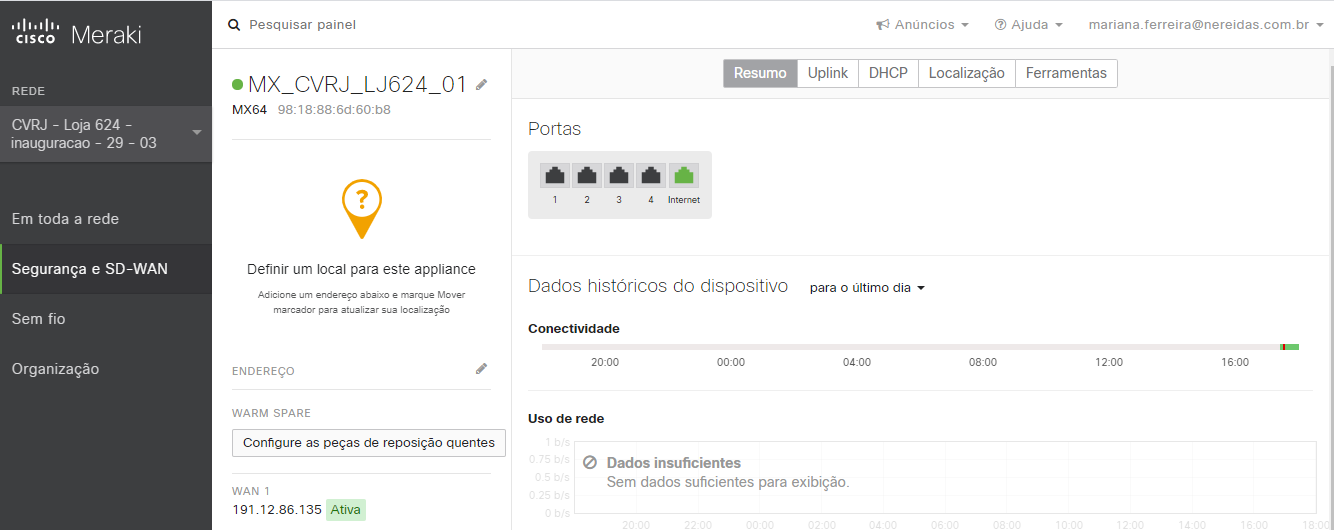 cisco Meraki
Pesquisar painel
Anúncios
Ajuda
mariana.ferreira@nereidas.com.br
REDE
CVRJ - Loja 624 -
inauguracao - 29 - 03
Em toda a rede
Segurança e SD-WAN
Sem fio
Organização
MX_CVRJ_LJ624_01
MX64 98:18:88:6d:60:b8
?
Definir um local para este appliance
Adicione um endereço abaixo e marque Mover
marcador para atualizar sua localização
ENDEREÇO
WARM SPARE
Configure as peças de reposição quentes
WAN 1
191.12.86.135 Ativa
Resumo Uplink DHCP Localização Ferramentas
Portas
1 2 3 4 Internet
Dados históricos do dispositivo para o último dia
Conectividade
20:00 00:00 04:00 08:00 12:00 16:00
Uso de rede
1 b/s
0.75 b/s
0.5 b/s
0.25 b/s
0 b/s
Dados insuficientes
Sem dados suficientes para exibição.
20:00 22:00 00:00 02:00 04:00 06:00 08:00 10:00 12:00 14:00 16:00 18:00